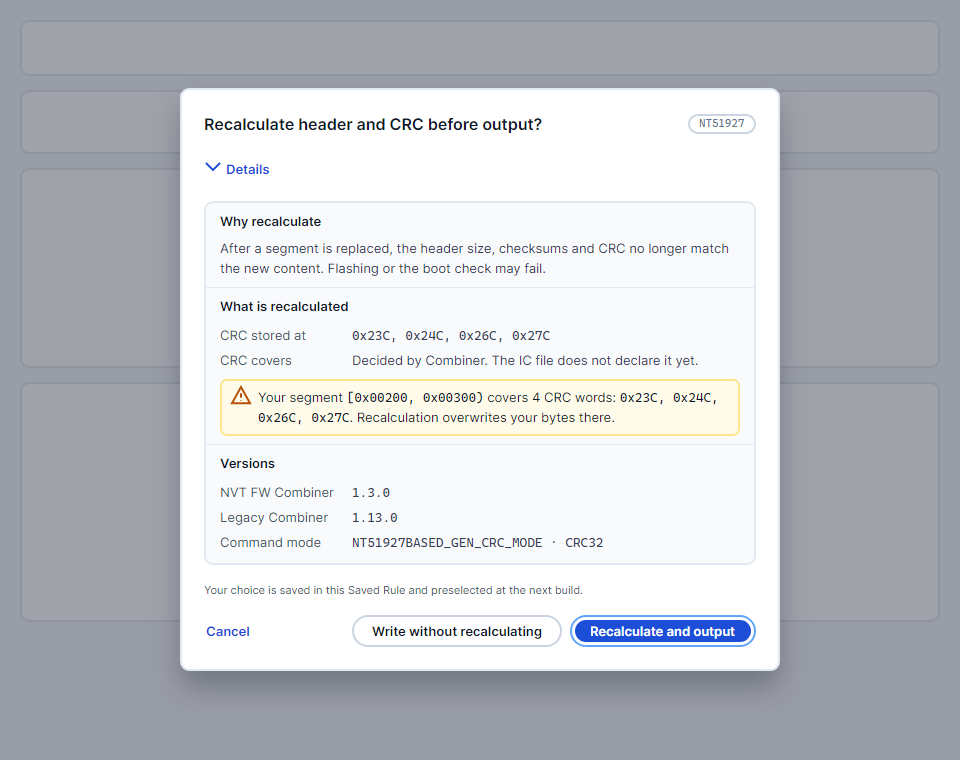 Recalculate header and CRC before output?
NT51927
Details
Why recalculate
After a segment is replaced, the header size, checksums and CRC no longer match
the new content. Flashing or the boot check may fail.
What is recalculated
CRC stored at 0x23C, 0x24C, 0x26C, 0x27C
CRC covers Decided by Combiner. The IC file does not declare it yet.
Your segment [0x00200, 0x00300) covers 4 CRC words: 0x23C, 0x24C,
0x26C, 0x27C. Recalculation overwrites your bytes there.
Versions
NVT FW Combiner 1.3.0
Legacy Combiner 1.13.0
Command mode NT51927BASED_GEN_CRC_MODE · CRC32
Your choice is saved in this Saved Rule and preselected at the next build.
Cancel Write without recalculating Recalculate and output